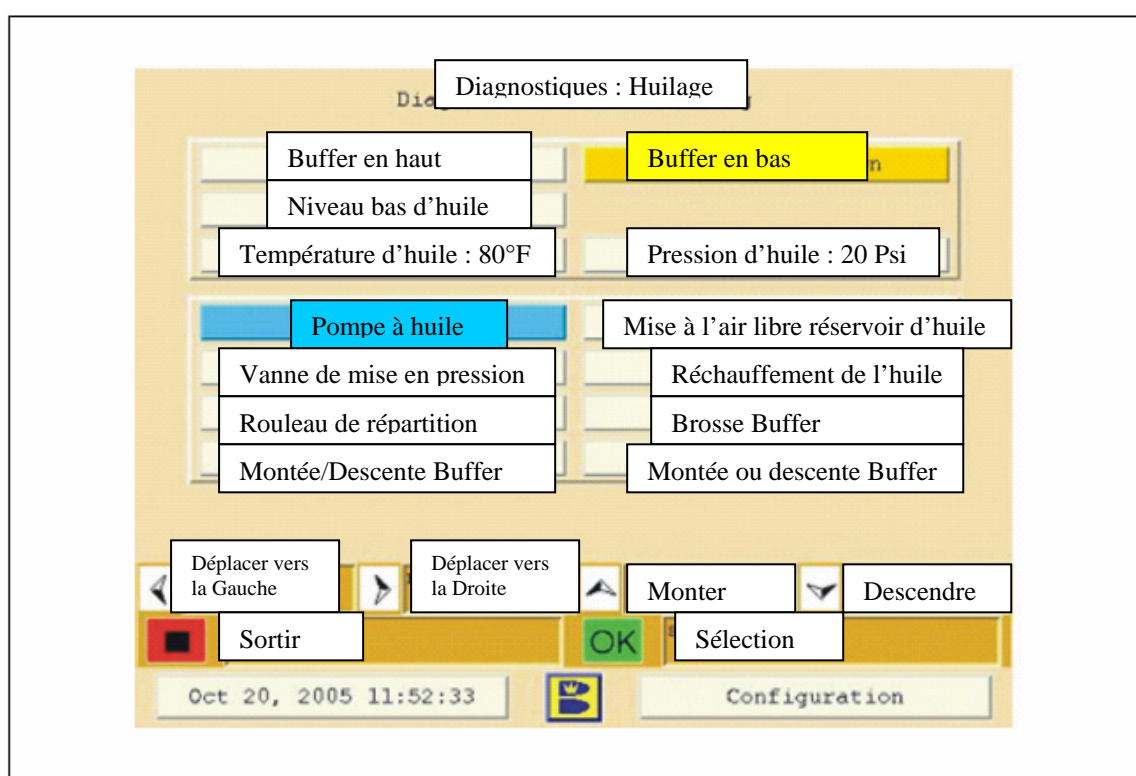 Diagnostiques : Huilage
Buffer en haut
Buffer en bas
Niveau bas d’huile
Température d’huile : 80°F
Pression d’huile : 20 Psi
Pompe à huile
Mise à l’air libre réservoir d’huile
Vanne de mise en pression
Réchauffement de l’huile
Rouleau de répartition
Brosse Buffer
Montée/Descente Buffer
Montée ou descente Buffer
Déplacer vers
la Gauche
Déplacer vers
la Droite
Monter
Descendre
Sortir
OK
Sélection
Oct 20, 2005 11:52:33
Configuration